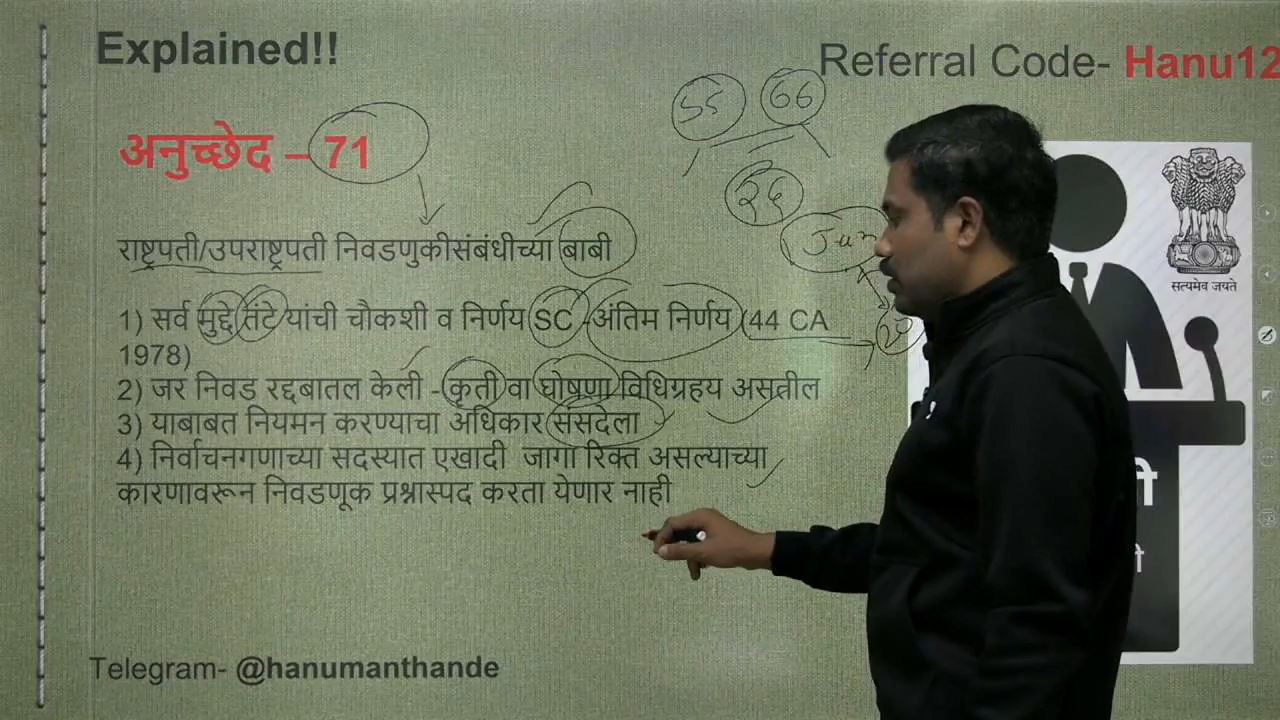 Explained!!
Referral Code- Hanu12
55 66
अनुच्छेद – 71
२६
सत्यमेव जयते
राष्ट्रपती/उपराष्ट्रपती निवडणुकीसंबंधीच्या बाबी
1) सर्व मुद्दे तंटे यांची चौकशी व निर्णय SC -अंतिम निर्णय (44 CA
1978)
2) जर निवड रद्दबातल केली - कृती वा घोषणा विधिग्रहय असतील
3) याबाबत नियमन करण्याचा अधिकार संसदेला
4) निर्वाचनगणाच्या सदस्यात एखादी जागा रिक्त असल्याच्या
कारणावरून निवडणूक प्रश्नास्पद करता येणार नाही
Telegram- @hanumanthande